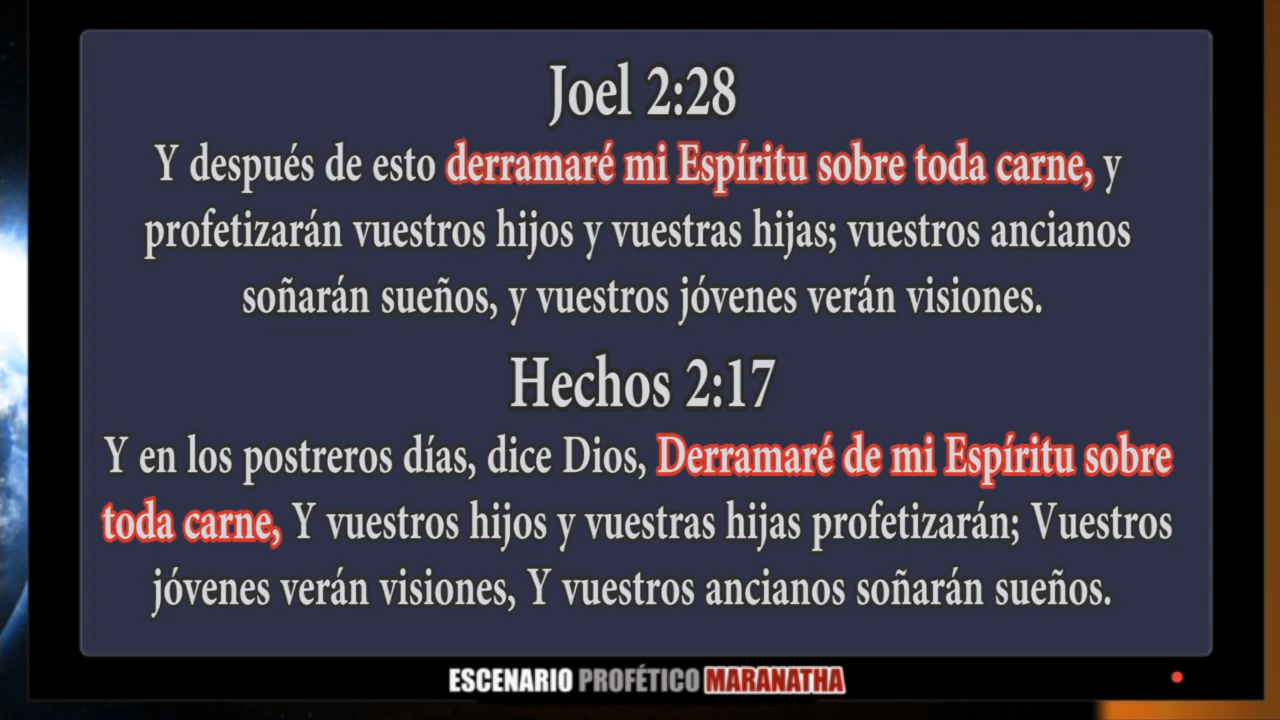 Joel 2:28
Y después de esto derramaré mi Espíritu sobre toda carne, y
profetizarán vuestros hijos y vuestras hijas; vuestros ancianos
soñarán sueños, y vuestros jóvenes verán visiones.
Hechos 2:17
Y en los postreros días, dice Dios, Derramaré de mi Espíritu sobre
toda carne, Y vuestros hijos y vuestras hijas profetizarán; Vuestros
jóvenes verán visiones, Y vuestros ancianos soñarán sueños.
ESCENARIO PROFÉTICO MARANATHA